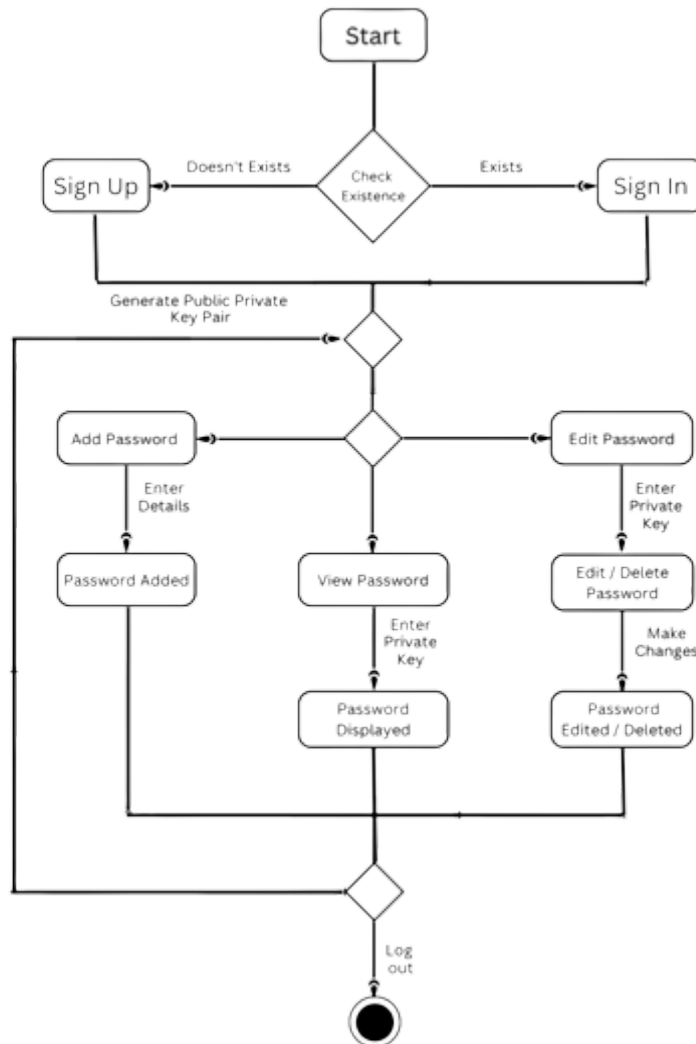 Start
Doesn't Exists
Check
Existence
Exists
Sign Up
Sign In
Generate Public Private
Key Pair
Add Password
Edit Password
Enter
Details
Enter
Private
Key
Password Added
View Password
Edit / Delete
Password
Enter
Private
Key
Make
Changes
Password
Displayed
Password
Edited / Deleted
Log
out